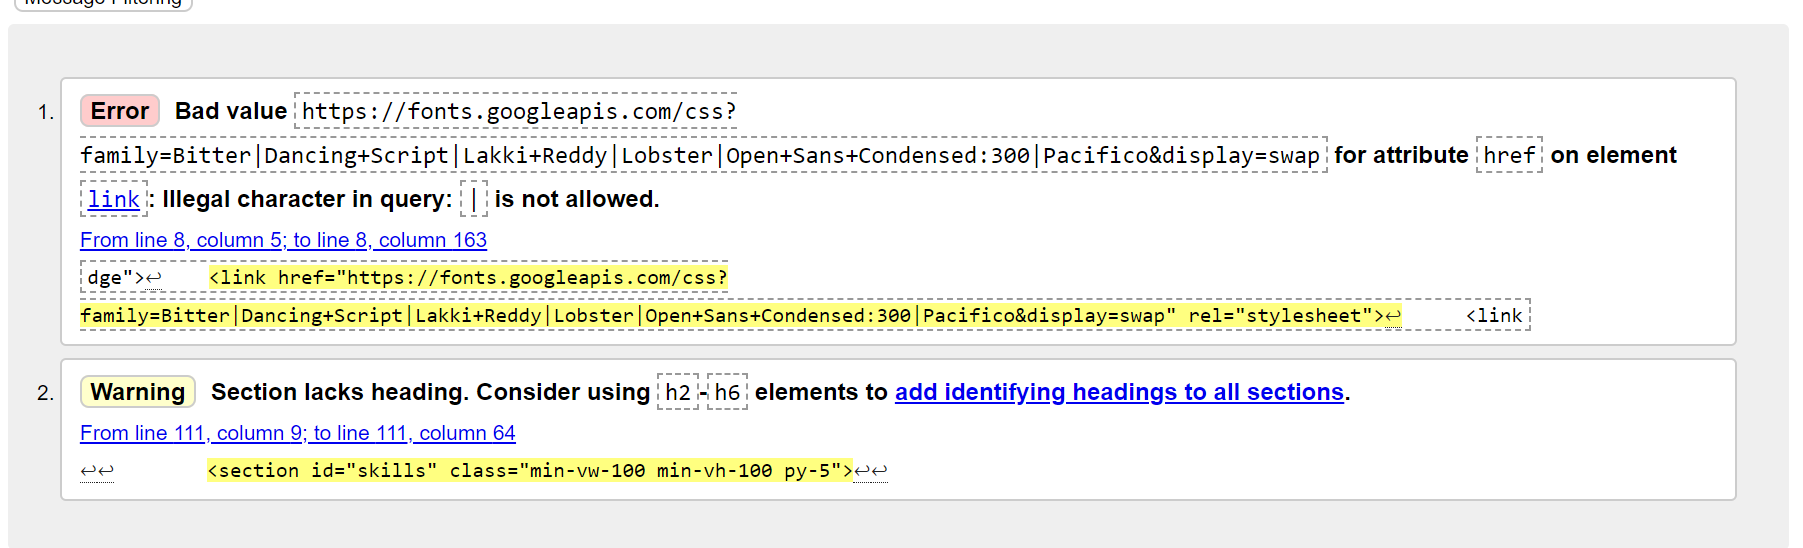 Message Filtering
1. Error Bad value https://fonts.googleapis.com/css?
family=Bitter|Dancing+Script|Lakki+Reddy|Lobster|Open+Sans+Condensed:300|Pacifico&display=swap for attribute href on element
link: Illegal character in query: | is not allowed.
From line 8, column 5; to line 8, column 163
dge">↩ <link href="https://fonts.googleapis.com/css?
family=Bitter|Dancing+Script|Lakki+Reddy|Lobster|Open+Sans+Condensed:300|Pacifico&display=swap" rel="stylesheet">↩ <link
2. Warning Section lacks heading. Consider using h2-h6 elements to add identifying headings to all sections.
From line 111, column 9; to line 111, column 64
↩↩ <section id="skills" class="min-vw-100 min-vh-100 py-5">↩↩